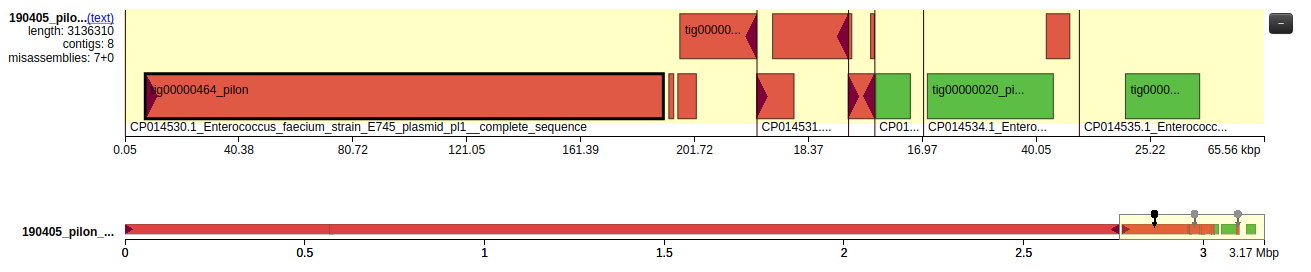 190405_pilo...(text)
length: 3136310
contigs: 8
misassemblies: 7+0
−
tig00000...
tig00000464_pilon
tig00000020_pi...
tig0000...
CP014530.1_Enterococcus_faecium_strain_E745_plasmid_pl1__complete_sequence
CP014531....
CP01...
CP014534.1_Entero...
CP014535.1_Enterococc...
0.05 40.38 80.72 121.05 161.39 201.72 18.37 16.97 40.05 25.22 65.56 kbp
190405_pilon_...
0 0.5 1 1.5 2 2.5 3 3.17 Mbp